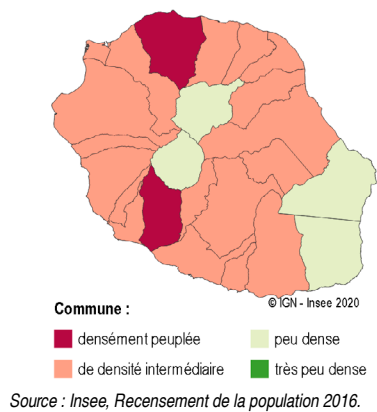 © IGN - Insee 2020
Commune :
densément peuplée
peu dense
de densité intermédiaire
très peu dense
Source : Insee, Recensement de la population 2016.